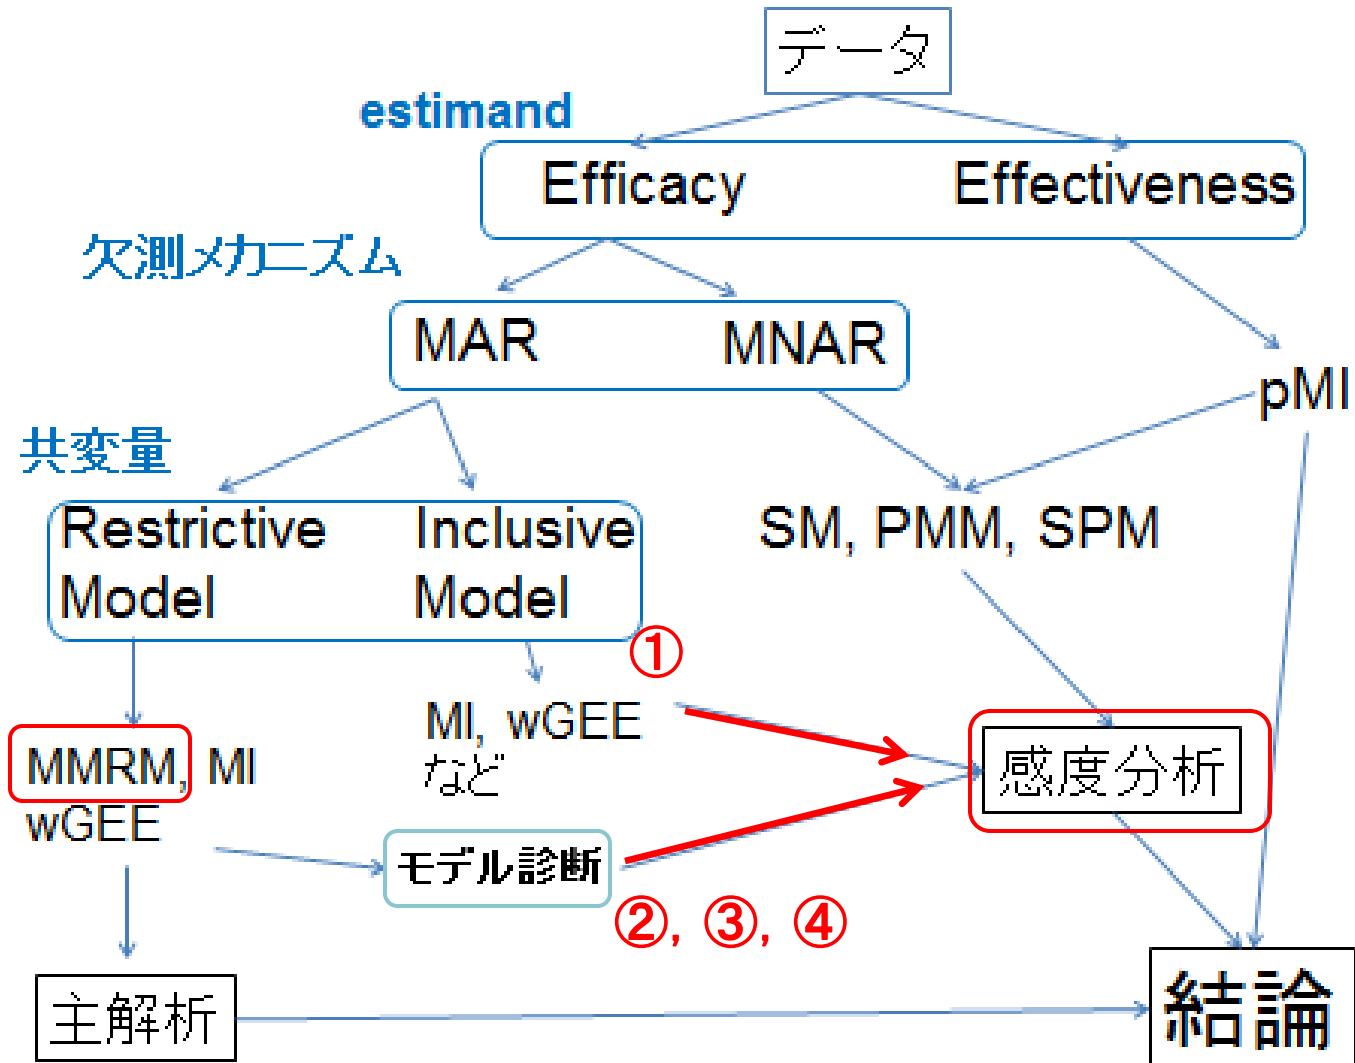 データ
estimand
Efficacy Effectiveness
欠測メカニズム
MAR MNAR
pMI
共変量
Restrictive Model
Inclusive Model
SM, PMM, SPM
①
MMRM, MI
wGEE
MI, wGEE
など
感度分析
モデル診断
②, ③, ④
主解析
結論